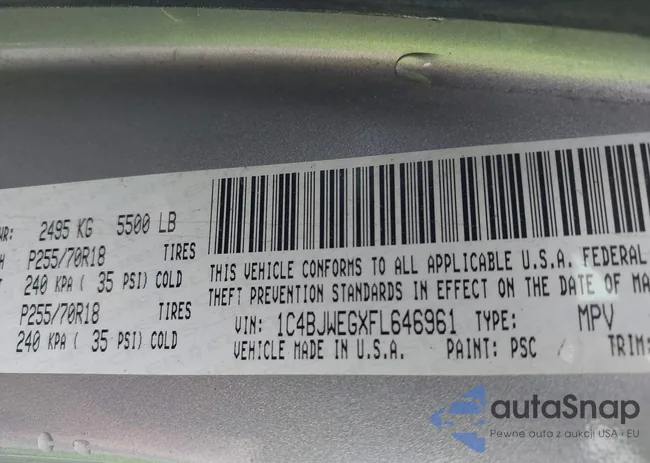 WR: 2495 KG 5500 LB
P255/70R18 TIRES
240 KPA ( 35 PSI) COLD
P255/70R18 TIRES
240 KPA ( 35 PSI) COLD
THIS VEHICLE CONFORMS TO ALL APPLICABLE U.S.A. FEDERAL
THEFT PREVENTION STANDARDS IN EFFECT ON THE DATE OF MA
VIN: 1C4BJWEGXFL646961 TYPE: MPV
VEHICLE MADE IN U.S.A. PAINT: PSC / TRIM:
autaSnap
Pewne auta z aukcji USA · EU